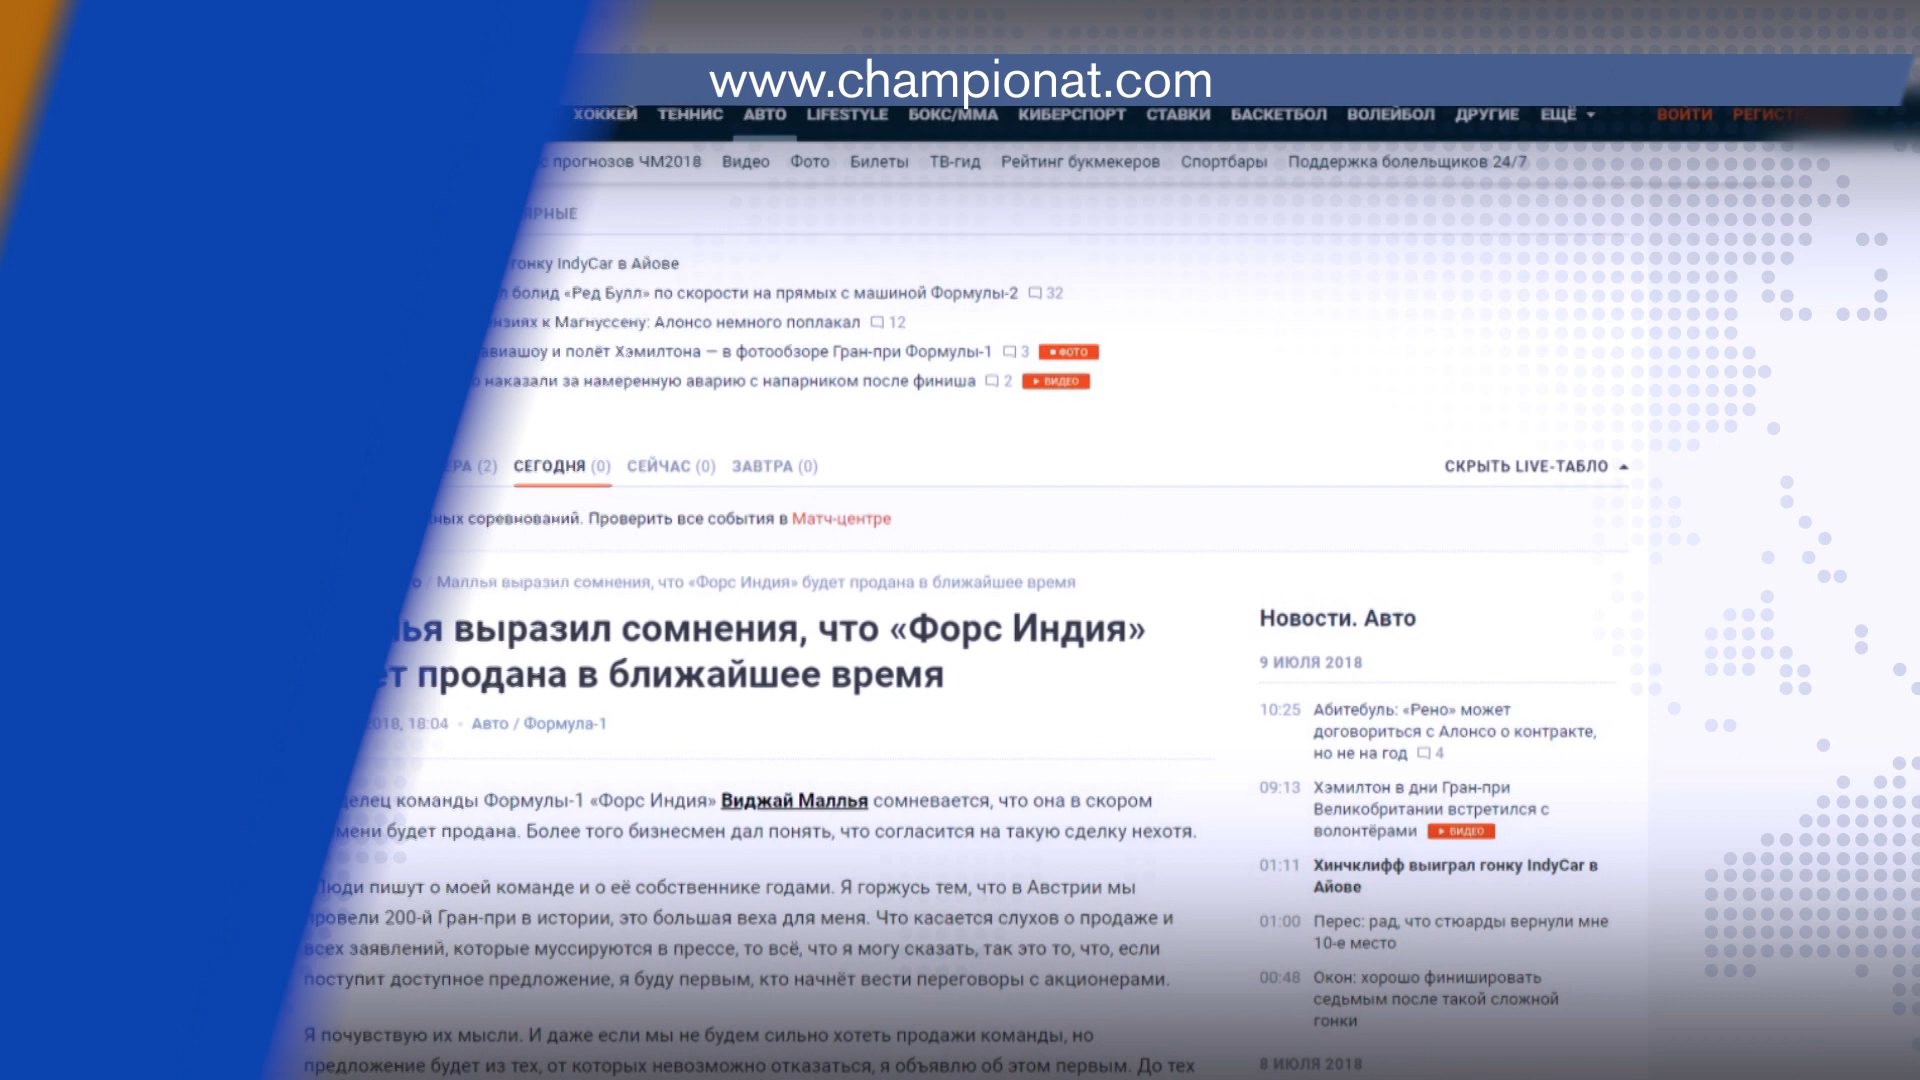 www.championat.com
ХОККЕЙ ТЕННИС АВТО LIFESTYLE БОКС/ММА КИБЕРСПОРТ СТАВКИ БАСКЕТБОЛ ВОЛЕЙБОЛ ДРУГИЕ ЕЩЁ ВОЙТИ
прогнозов ЧМ2018 Видео Фото Билеты ТВ-гид Рейтинг букмекеров Спортбары Поддержка болельщиков 24/7
гонку IndyCar в Айове
болид «Ред Булл» по скорости на прямых с машиной Формулы-2 32
к Магнуссену: Алонсо немного поплакал 12
авиашоу и полёт Хэмилтона — в фотообзоре Гран-при Формулы-1 3 ФОТО
наказали за намеренную аварию с напарником после финиша 2 ВИДЕО
(2) СЕГОДНЯ (0) СЕЙЧАС (0) ЗАВТРА (0) СКРЫТЬ LIVE-ТАБЛО
соревнований. Проверить все события в Матч-центре
/ Маллья выразил сомнения, что «Форс Индия» будет продана в ближайшее время
выразил сомнения, что «Форс Индия»
продана в ближайшее время
2018, 18:04 • Авто / Формула-1
команды Формулы-1 «Форс Индия» Виджай Маллья сомневается, что она в скором
будет продана. Более того бизнесмен дал понять, что согласится на такую сделку нехотя.
Люди пишут о моей команде и о её собственнике годами. Я горжусь тем, что в Австрии мы
провели 200-й Гран-при в истории, это большая веха для меня. Что касается слухов о продаже и
всех заявлений, которые муссируются в прессе, то всё, что я могу сказать, так это то, что, если
поступит доступное предложение, я буду первым, кто начнёт вести переговоры с акционерами.
Я почувствую их мысли. И даже если мы не будем сильно хотеть продажи команды, но
предложение будет из тех, от которых невозможно отказаться, я объявлю об этом первым. До тех
Новости. Авто
9 ИЮЛЯ 2018
10:25 Абитебуль: «Рено» может
договориться с Алонсо о контракте,
но не на год 4
09:13 Хэмилтон в дни Гран-при
Великобритании встретился с
волонтёрами ВИДЕО
01:11 Хинчклифф выиграл гонку IndyCar в
Айове
01:00 Перес: рад, что стюарды вернули мне
10-е место
00:48 Окон: хорошо финишировать
седьмым после такой сложной
гонки
8 ИЮЛЯ 2018